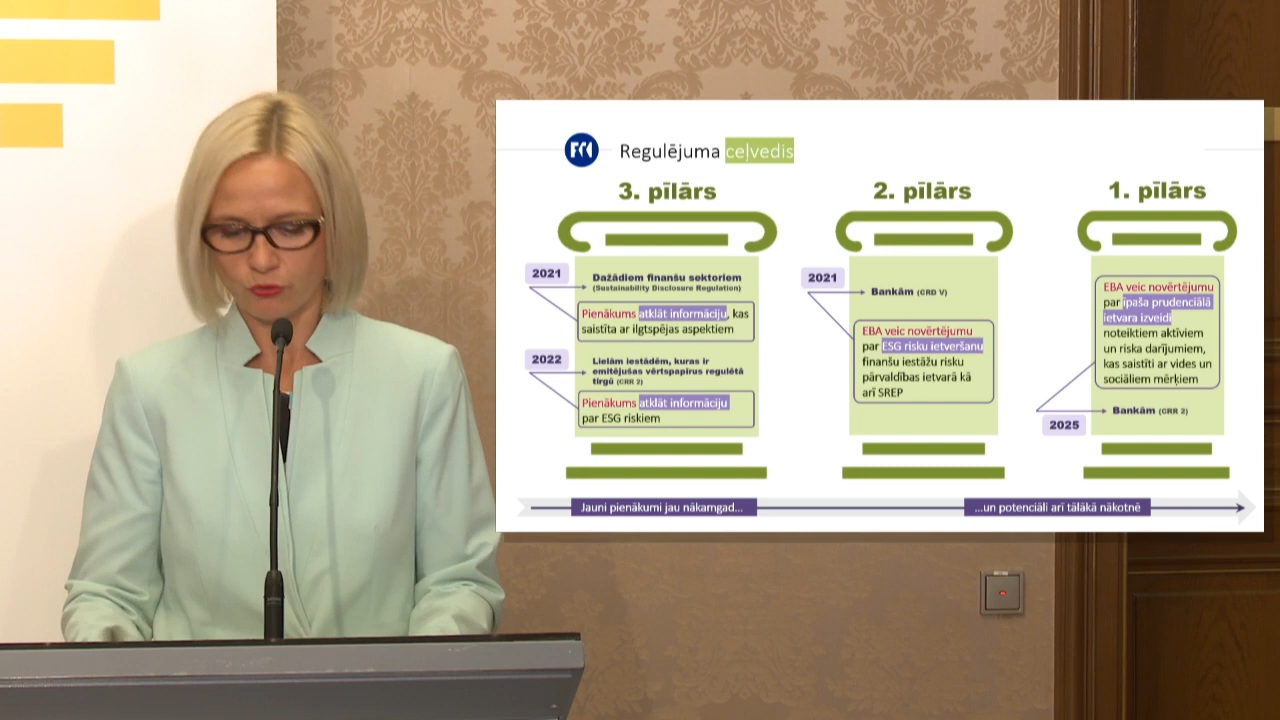 Regulējuma ceļvedis
3. pīlārs
2021
Dažādiem finanšu sektoriem
(Sustainability Disclosure Regulation)
Pienākums atklāt informāciju, kas
saistīta ar ilgtspējas aspektiem
2022
Lielām iestādēm, kuras ir
emitējušas vērtspapīrus regulētā
tirgū (CRR 2)
Pienākums atklāt informāciju
par ESG riskiem
2. pīlārs
2021
Bankām (CRD V)
EBA veic novērtējumu
par ESG risku ietveršanu
finanšu iestāžu risku
pārvaldības ietvarā kā
arī SREP
1. pīlārs
EBA veic novērtējumu
par īpaša prudenciālā
ietvara izveidi
noteiktiem aktīviem
un riska darījumiem,
kas saistīti ar vides un
sociāliem mērķiem
Bankām (CRR 2)
2025
Jauni pienākumi jau nākamgad...
...un potenciāli arī tālākā nākotnē